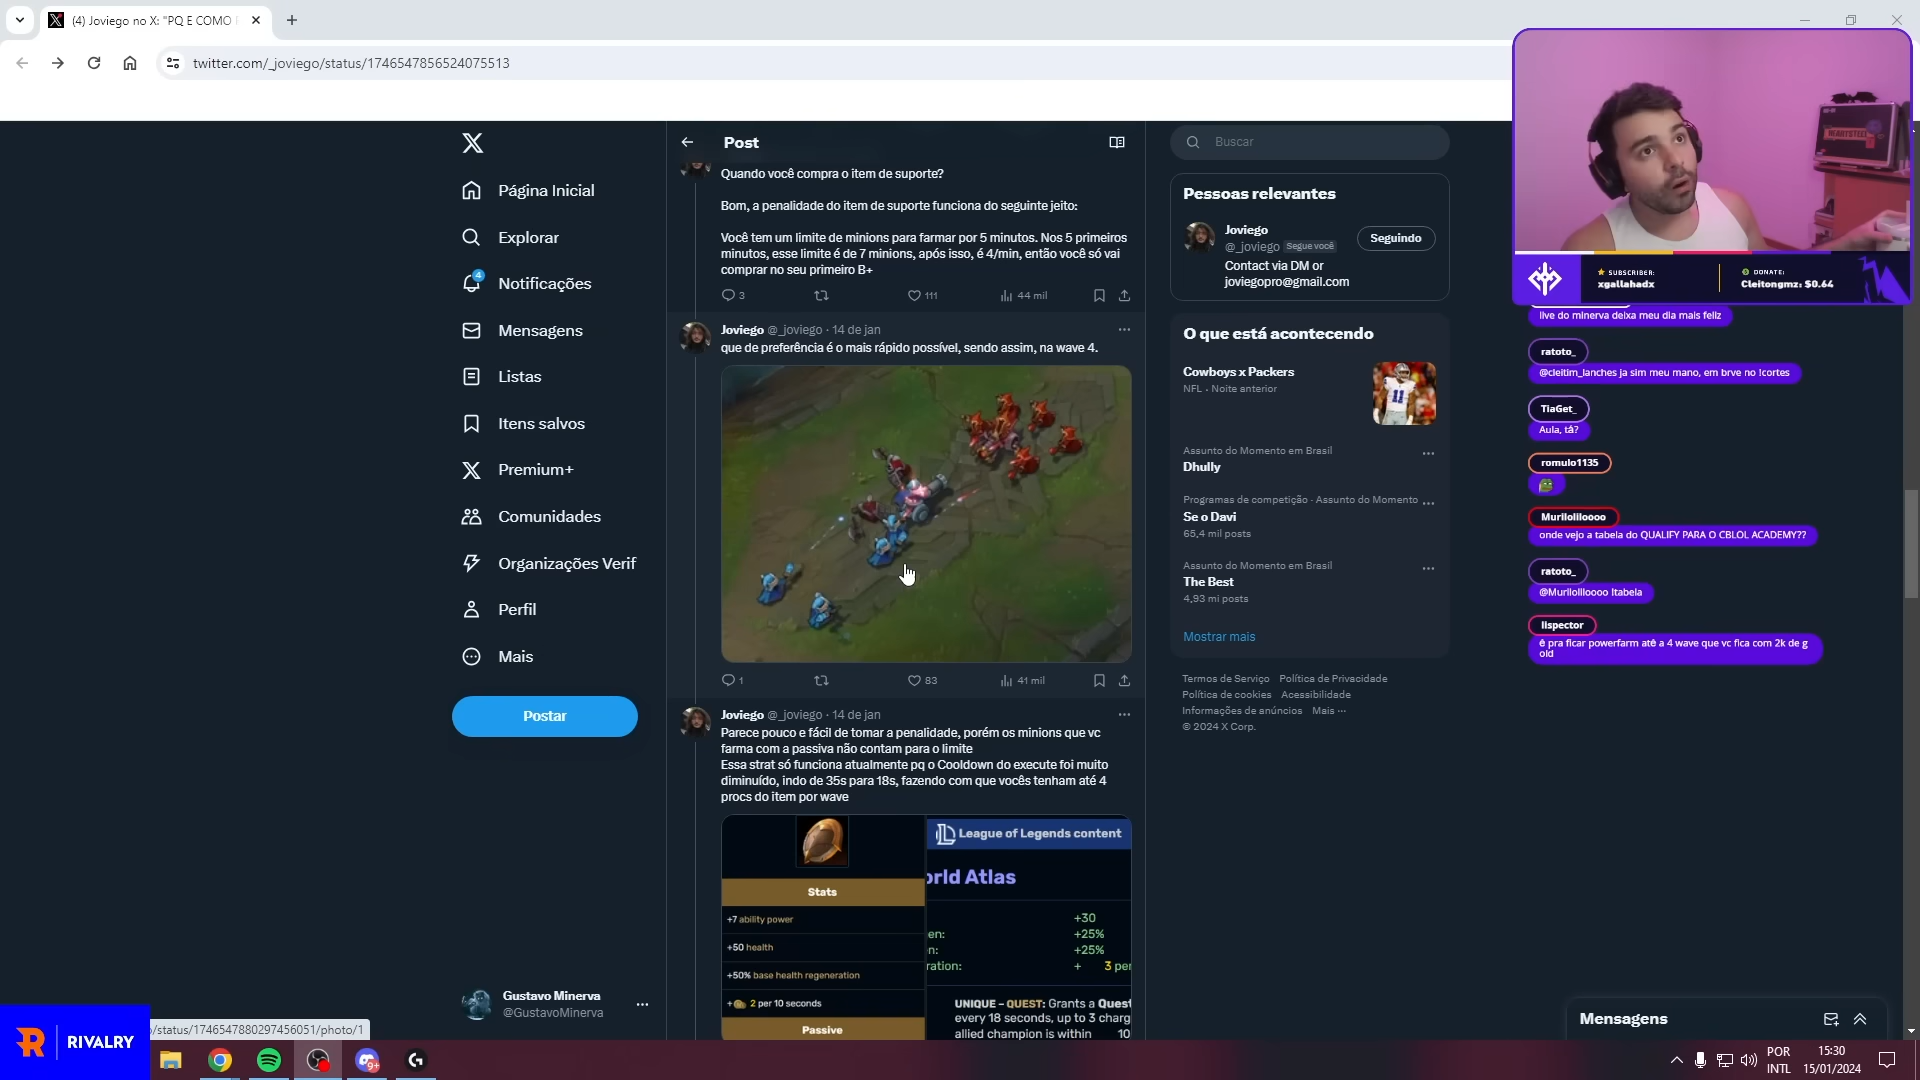 (4) Joviego no X: "PQ E COMO
twitter.com/_joviego/status/1746547856524075513
Página Inicial
Explorar
4
Notificações
Mensagens
Listas
Itens salvos
Premium+
Comunidades
Organizações Verif
Perfil
Mais
Postar
Gustavo Minerva
@GustavoMinerva
Post
Quando você compra o item de suporte?
Bom, a penalidade do item de suporte funciona do seguinte jeito:
Você tem um limite de minions para farmar por 5 minutos. Nos 5 primeiros
minutos, esse limite é de 7 minions, após isso, é 4/min, então você só vai
comprar no seu primeiro B+
3
111
44 mil
Joviego @_joviego · 14 de jan
que de preferência é o mais rápido possível, sendo assim, na wave 4.
1
83
41 mil
Joviego @_joviego · 14 de jan
Parece pouco e fácil de tomar a penalidade, porém os minions que vc
farma com a passiva não contam para o limite
Essa strat só funciona atualmente pq o Cooldown do execute foi muito
diminuído, indo de 35s para 18s, fazendo com que vocês tenham até 4
procs do item por wave
Stats
+7 ability power
+50 health
+50% base health regeneration
+ 2 per 10 seconds
Passive
League of Legends content
orld Atlas
+30
en: +25%
n: +25%
ration: + 3 per
UNIQUE – QUEST: Grants a Quest
every 18 seconds, up to 3 charg
allied champion is within 10
Buscar
Pessoas relevantes
Joviego
@_joviego Segue você
Seguindo
Contact via DM or
joviegopro@gmail.com
O que está acontecendo
Cowboys x Packers
NFL · Noite anterior
Assunto do Momento em Brasil
Dhully
Programas de competição · Assunto do Momento
Se o Davi
65,4 mil posts
Assunto do Momento em Brasil
The Best
4,93 mi posts
Mostrar mais
Termos de Serviço Política de Privacidade
Política de cookies Acessibilidade
Informações de anúncios Mais ···
© 2024 X Corp.
Mensagens
HEARTSTEEL
SUBSCRIBER:
xgallahadx
DONATE:
Cleitongmz: $0.64
live do minerva deixa meu dia mais feliz
ratoto_
@cleitim_lanches ja sim meu mano, em brve no !cortes
TiaGet_
Aula, tá?
romulo1135
Muriloliloooo
onde vejo a tabela do QUALIFY PARA O CBLOL ACADEMY??
ratoto_
@Muriloliloooo !tabela
lispector
é pra ficar powerfarm até a 4 wave que vc fica com 2k de g
old
RIVALRY
o/status/1746547880297456051/photo/1
9+
POR
INTL
15:30
15/01/2024